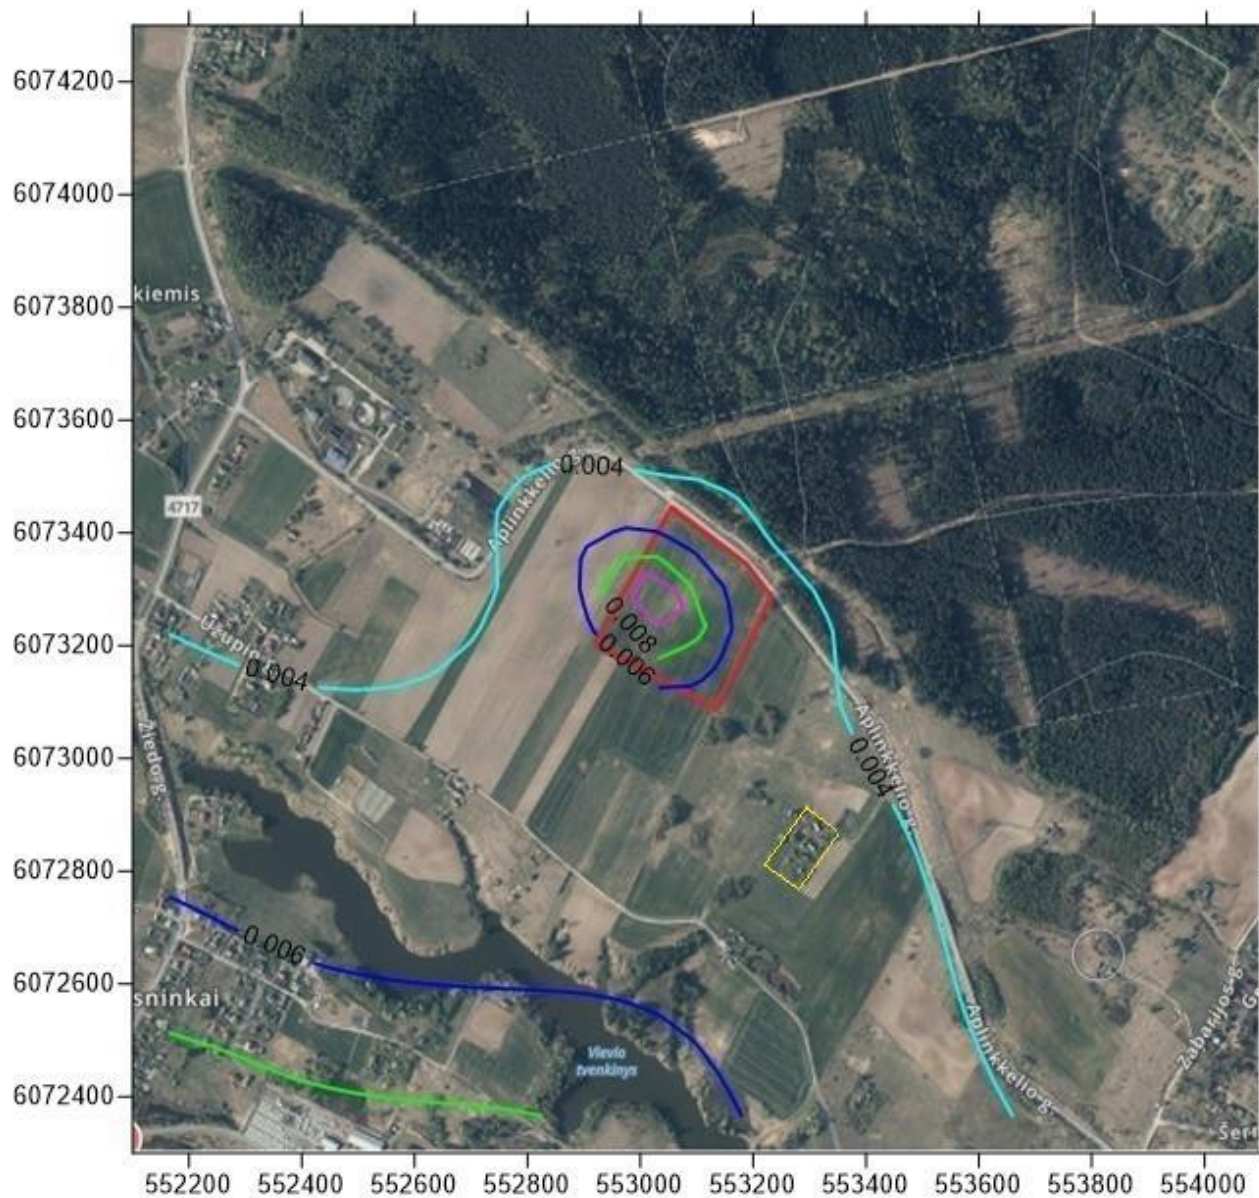 6074200
6074000
6073800
kiemis
6073600
0.004
Aplinkkelio g.
4717
6073400
0.008
6073200
Užupio g.
0.006
0.004
Žiedo g.
6073000
Aplinkkelio g.
0.004
6072800
0.006
6072600
sninkai
Žabarijos g.
G
Aplinkkelio g.
Vievio
tvenkinys
6072400
Šeri
552200 552400 552600 552800 553000 553200 553400 553600 553800 554000